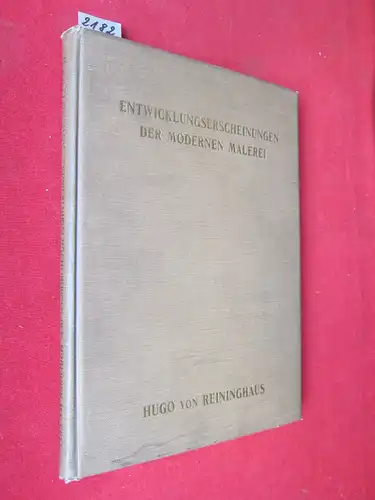 2182
ENTWICKLUNGSERSCHEINUNGEN
DER MODERNEN MALEREI
HUGO VON REININGHAUS